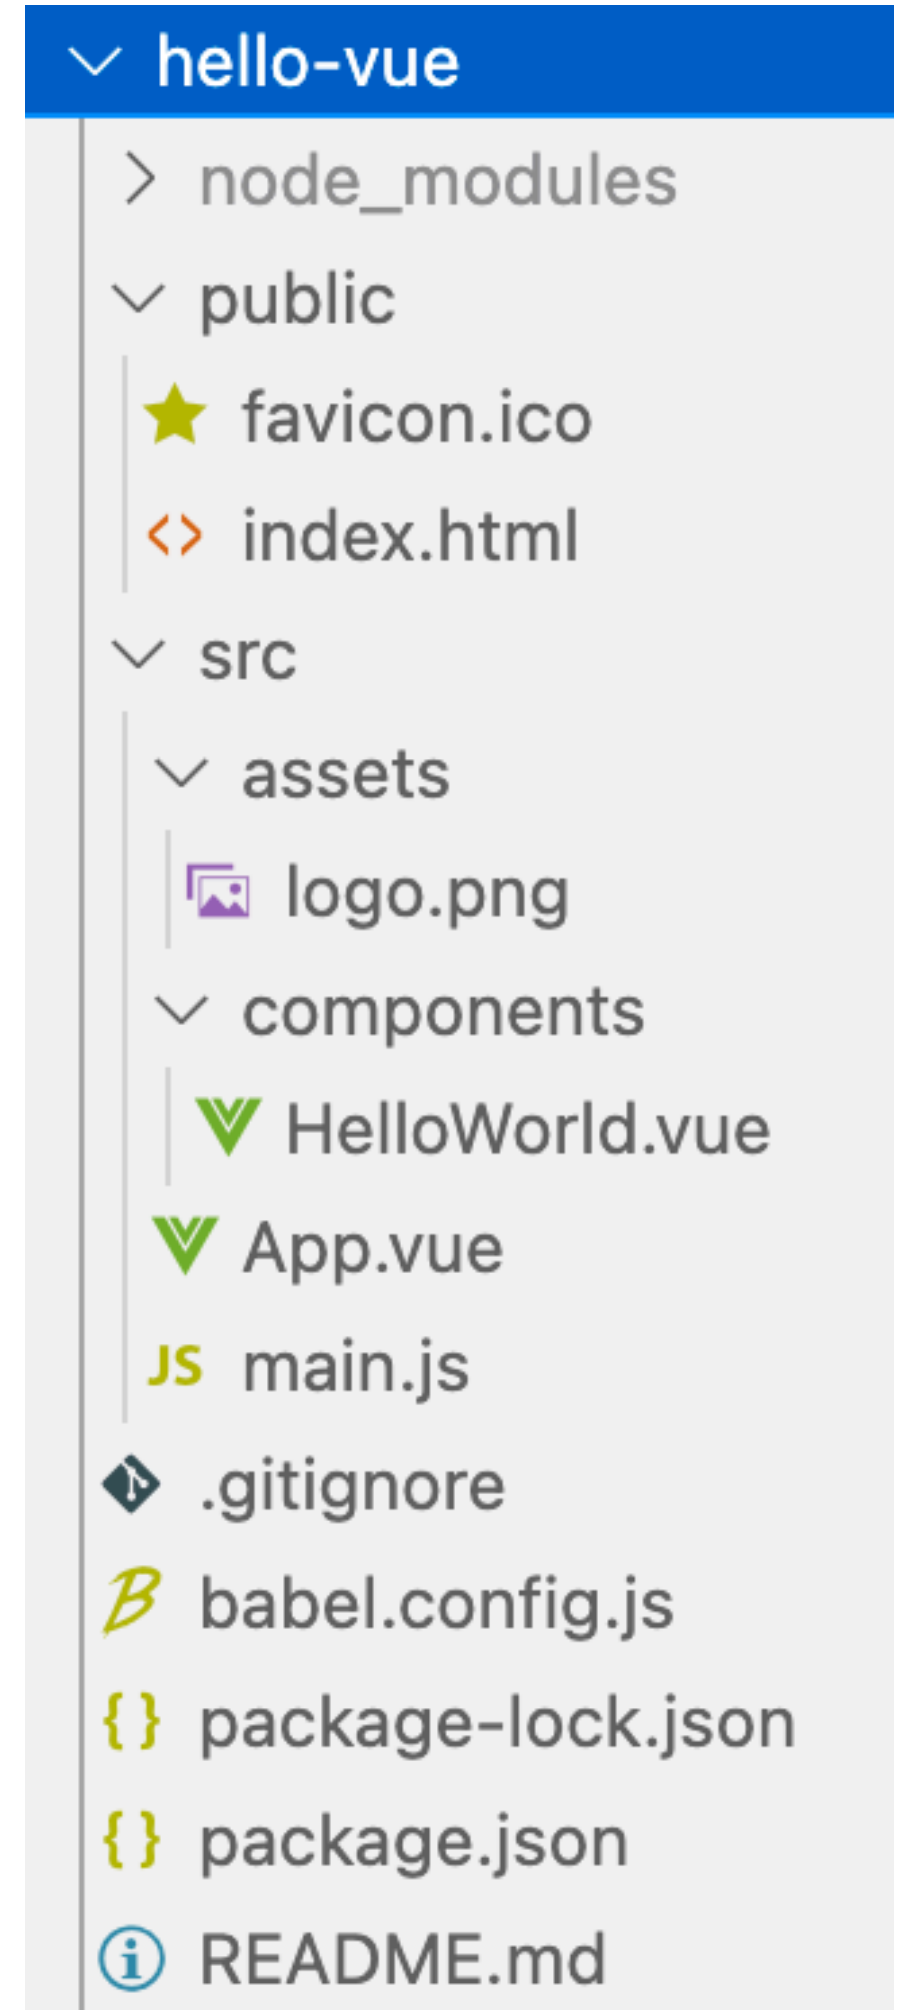 hello-vue
node_modules
public
favicon.ico
index.html
src
assets
logo.png
components
HelloWorld.vue
App.vue
JS main.js
.gitignore
babel.config.js
package-lock.json
package.json
README.md